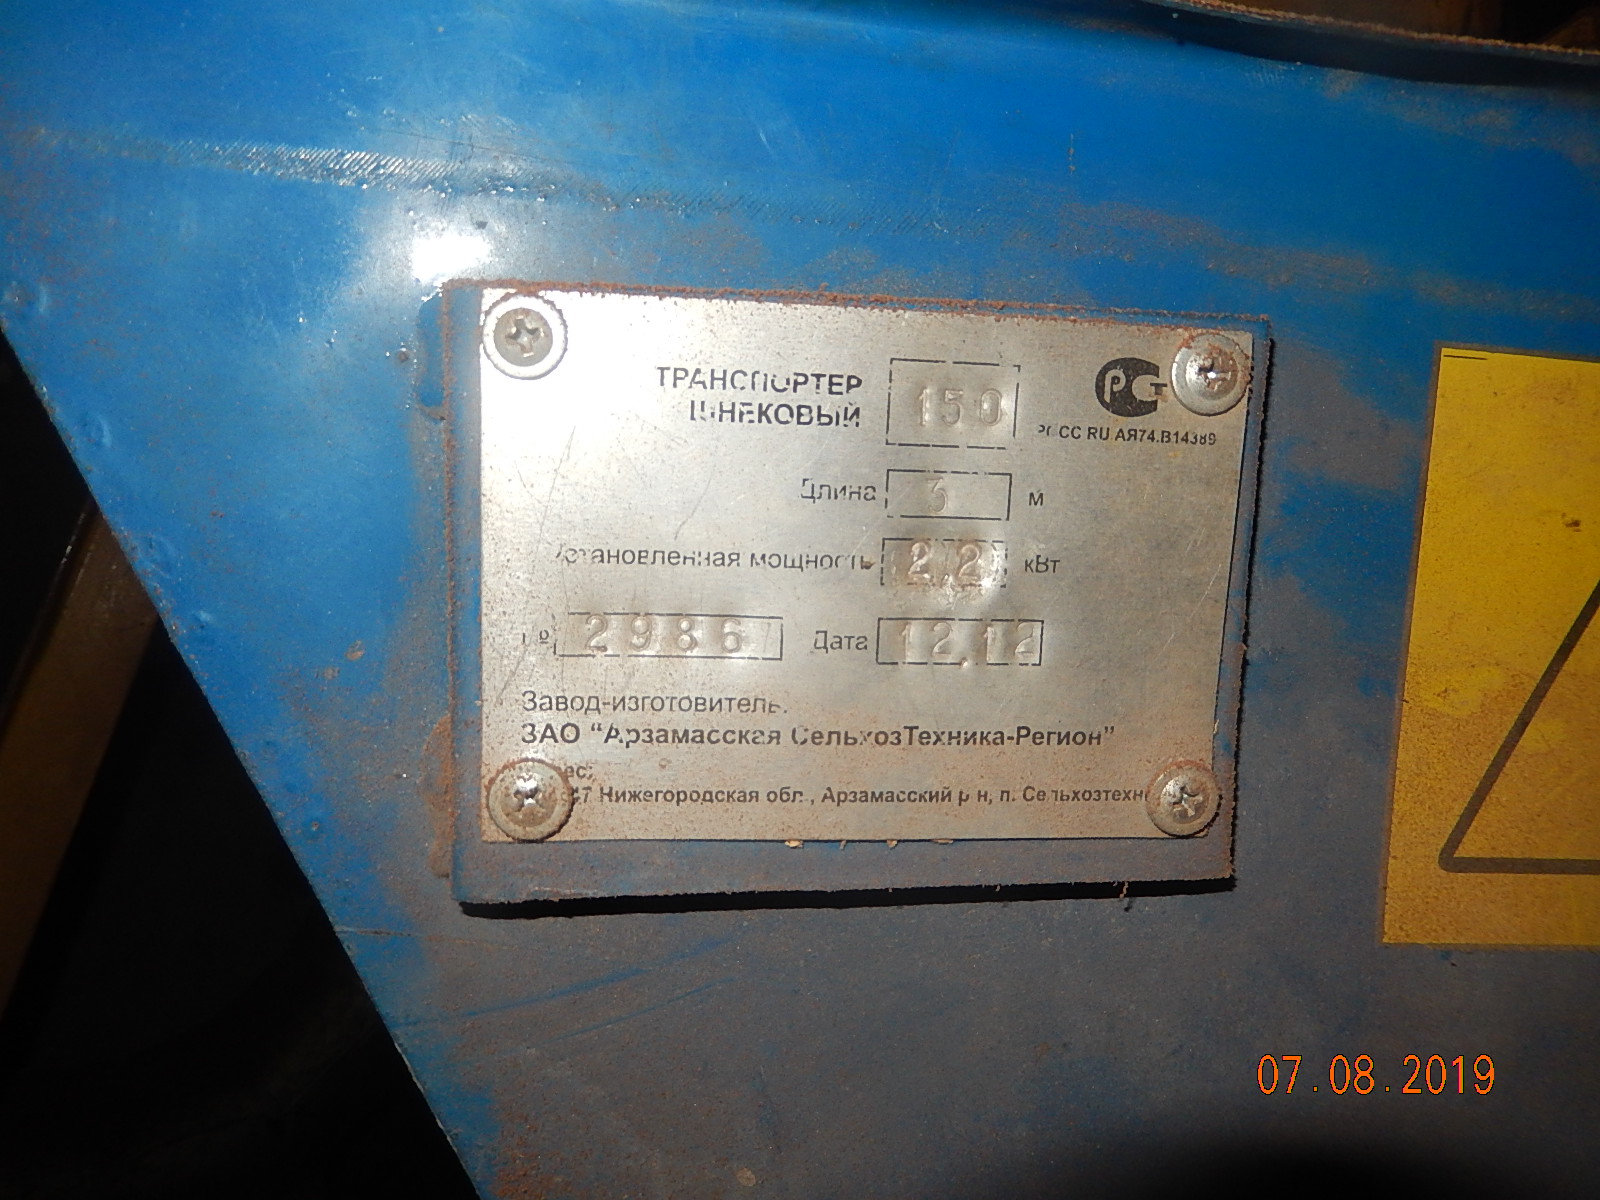 ТРАНСПОРТЕР 150
ШНЕКОВЫЙ
РСТ
РОСС RU.АЯ74.В14389
Длина 3 м
Установленная мощность 2,2 кВт
№ 2986 Дата 12.12
Завод-изготовитель:
ЗАО "Арзамасская СельхозТехника-Регион"
Нижегородская обл., Арзамасский р-н, п.
07.08.2019